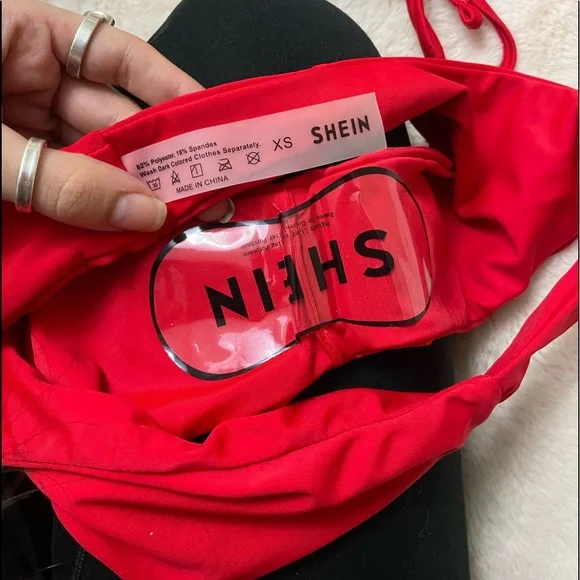 82% Polyester, 18% Spandex
Wash Dark Colored Clothes Separately.
MADE IN CHINA
XS
SHEIN
SHEIN